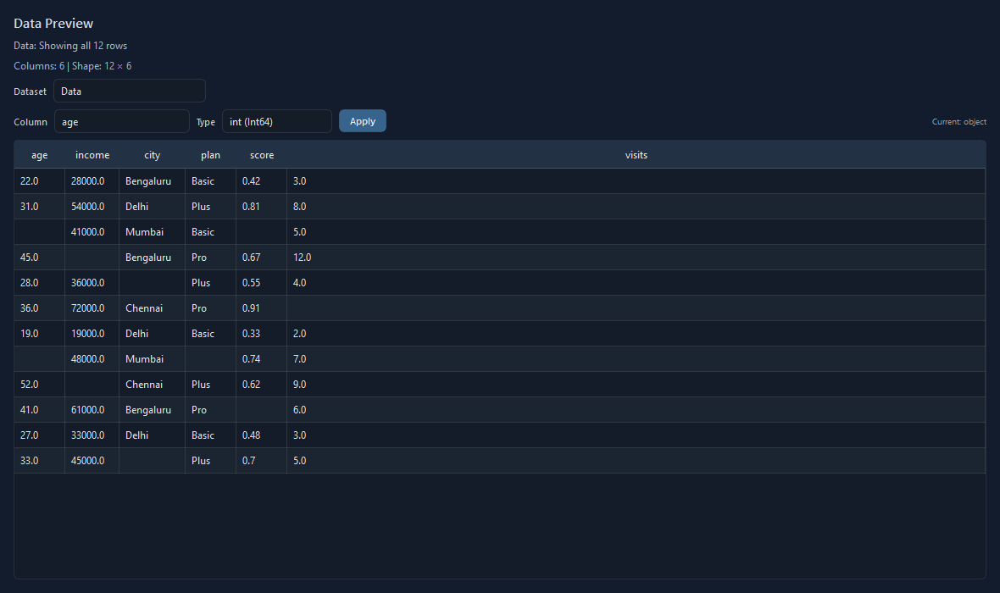 Data Preview
Data: Showing all 12 rows
Columns: 6 | Shape: 12 × 6
Dataset Data
Column age Type int (Int64) Apply Current: object
age income city plan score visits
22.0 28000.0 Bengaluru Basic 0.42 3.0
31.0 54000.0 Delhi Plus 0.81 8.0
41000.0 Mumbai Basic 5.0
45.0 Bengaluru Pro 0.67 12.0
28.0 36000.0 Plus 0.55 4.0
36.0 72000.0 Chennai Pro 0.91
19.0 19000.0 Delhi Basic 0.33 2.0
48000.0 Mumbai 0.74 7.0
52.0 Chennai Plus 0.62 9.0
41.0 61000.0 Bengaluru Pro 6.0
27.0 33000.0 Delhi Basic 0.48 3.0
33.0 45000.0 Plus 0.7 5.0